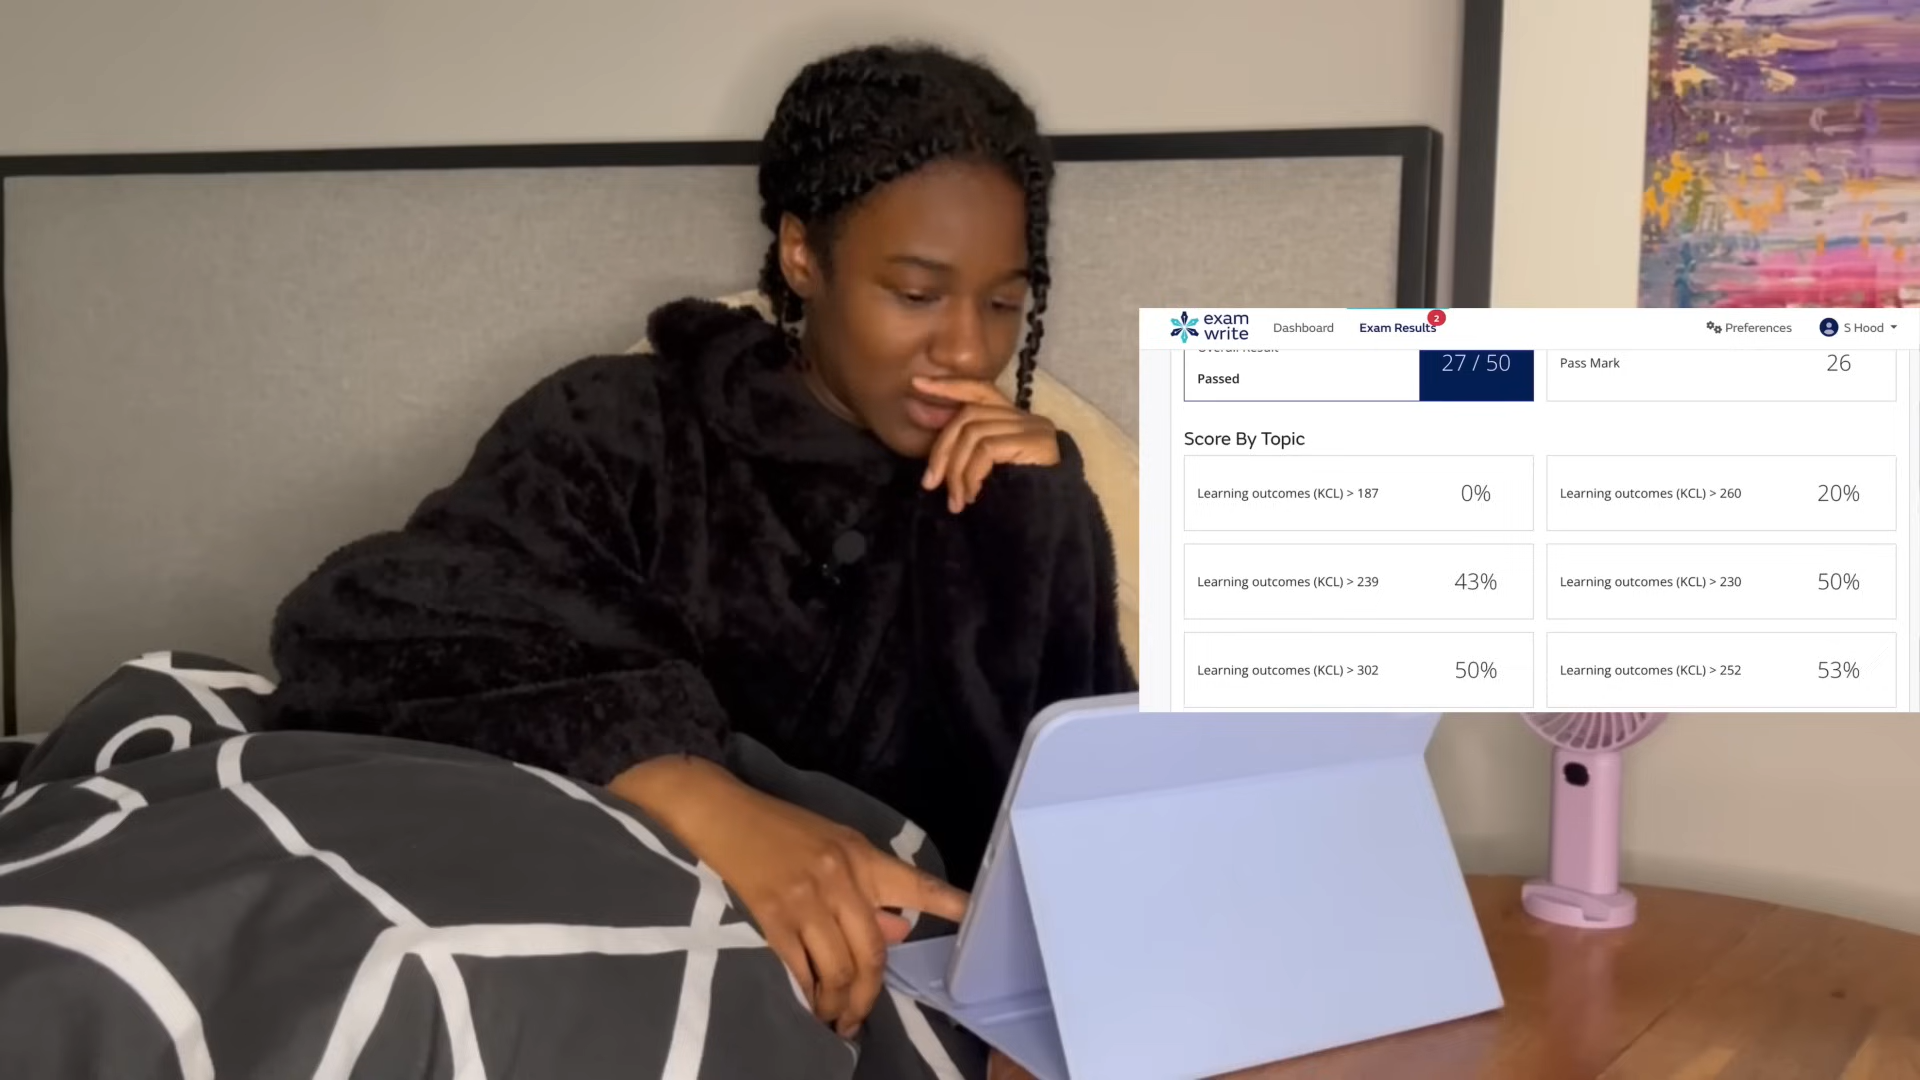 exam
write
Dashboard
Exam Results
2
Preferences
S Hood
Overall Result
Passed
27 / 50
Pass Mark
26
Score By Topic
Learning outcomes (KCL) > 187
0%
Learning outcomes (KCL) > 260
20%
Learning outcomes (KCL) > 239
43%
Learning outcomes (KCL) > 230
50%
Learning outcomes (KCL) > 302
50%
Learning outcomes (KCL) > 252
53%